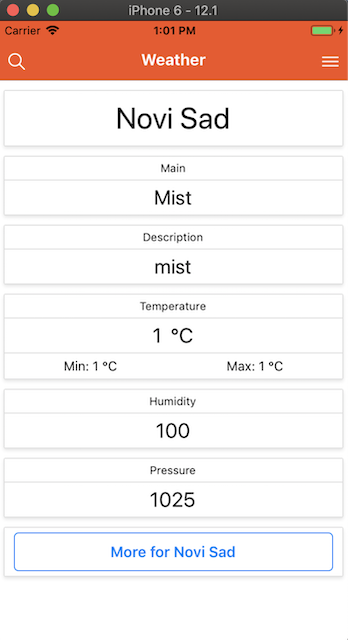 iPhone 6 - 12.1
Carrier 1:01 PM
Weather
Novi Sad
Main
Mist
Description
mist
Temperature
1 °C
Min: 1 °C Max: 1 °C
Humidity
100
Pressure
1025
More for Novi Sad